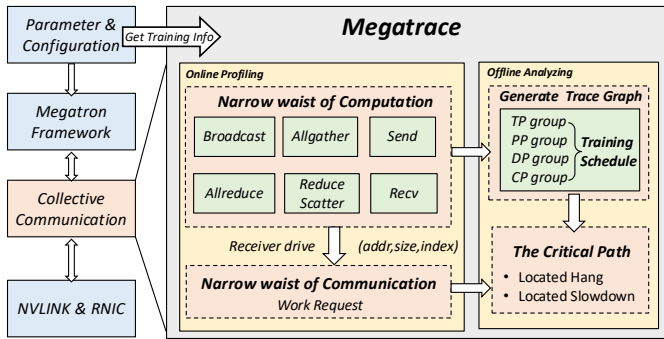 Parameter &
Configuration
Get Training Info
Megatron
Framework
Collective
Communication
NVLINK & RNIC
Megatrace
Online Profiling
Narrow waist of Computation
Broadcast
Allgather
Send
Allreduce
Reduce
Scatter
Recv
Receiver drive
(addr,size,index)
Narrow waist of Communication
Work Request
Offline Analyzing
Generate Trace Graph
TP group
PP group
DP group
CP group
Training
Schedule
The Critical Path
• Located Hang
• Located Slowdown